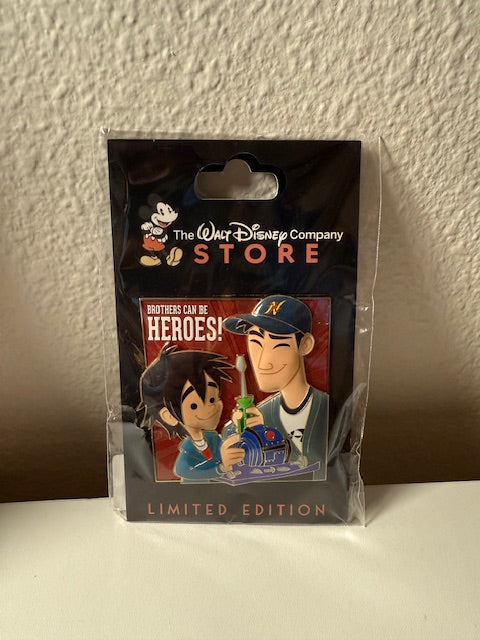 The WALT DISNEY Company
STORE
BROTHERS CAN BE
HEROES!
N
LIMITED EDITION